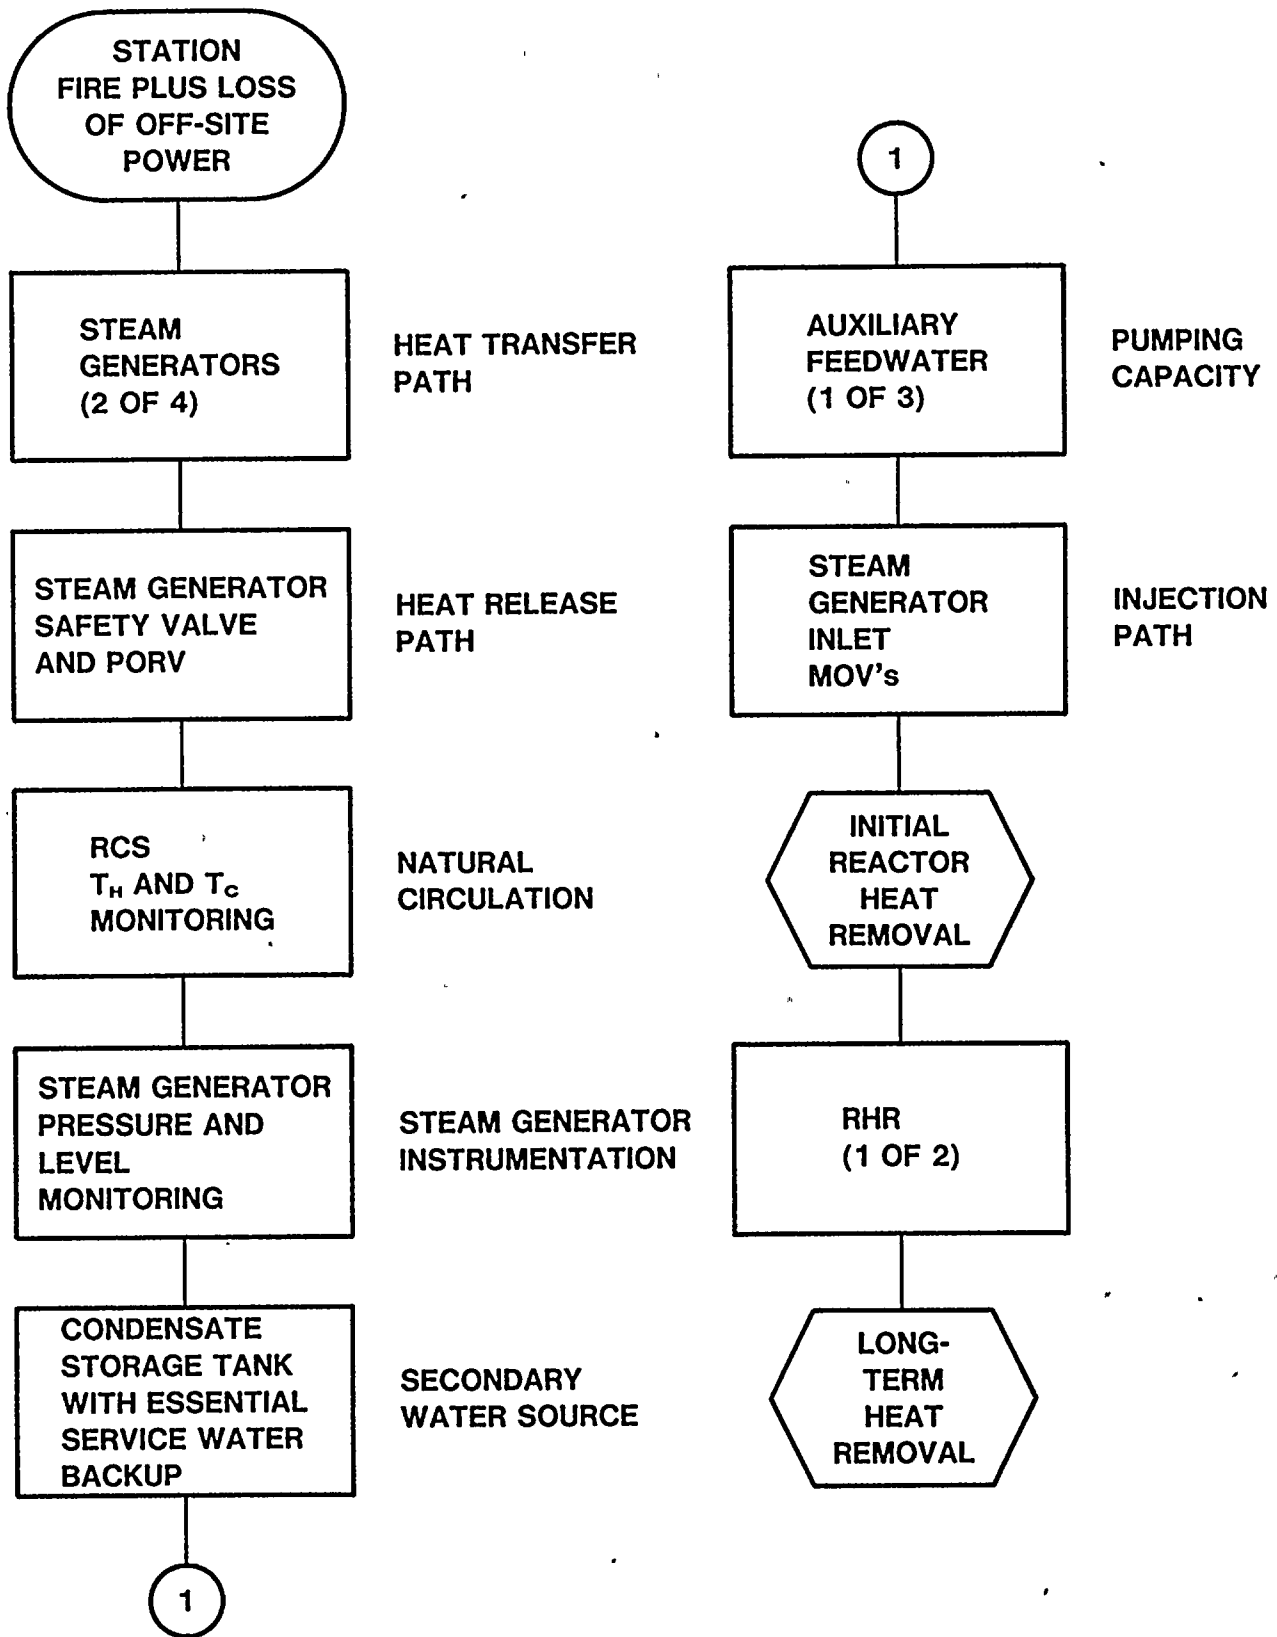 STATION
FIRE PLUS LOSS
OF OFF-SITE
POWER
STEAM
GENERATORS
(2 OF 4)
HEAT TRANSFER
PATH
STEAM GENERATOR
SAFETY VALVE
AND PORV
HEAT RELEASE
PATH
RCS
T_H AND T_C
MONITORING
NATURAL
CIRCULATION
STEAM GENERATOR
PRESSURE AND
LEVEL
MONITORING
STEAM GENERATOR
INSTRUMENTATION
CONDENSATE
STORAGE TANK
WITH ESSENTIAL
SERVICE WATER
BACKUP
SECONDARY
WATER SOURCE
1
1
AUXILIARY
FEEDWATER
(1 OF 3)
PUMPING
CAPACITY
STEAM
GENERATOR
INLET
MOV's
INJECTION
PATH
INITIAL
REACTOR
HEAT
REMOVAL
RHR
(1 OF 2)
LONG-
TERM
HEAT
REMOVAL